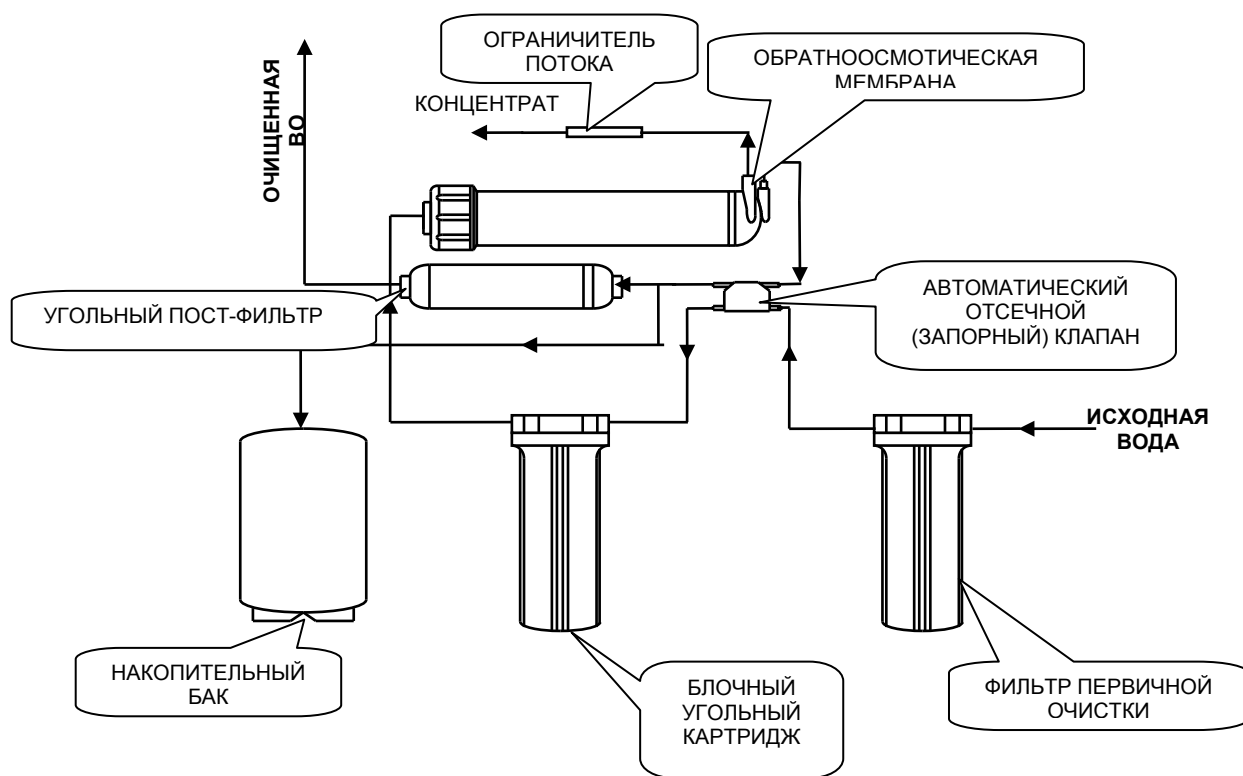 ОГРАНИЧИТЕЛЬ
ПОТОКА
ОБРАТНООСМОТИЧЕСКАЯ
МЕМБРАНА
КОНЦЕНТРАТ
ОЧИЩЕННАЯ
ВО
УГОЛЬНЫЙ ПОСТ-ФИЛЬТР
АВТОМАТИЧЕСКИЙ
ОТСЕЧНОЙ
(ЗАПОРНЫЙ) КЛАПАН
ИСХОДНАЯ
ВОДА
НАКОПИТЕЛЬНЫЙ
БАК
БЛОЧНЫЙ
УГОЛЬНЫЙ
КАРТРИДЖ
ФИЛЬТР ПЕРВИЧНОЙ
ОЧИСТКИ